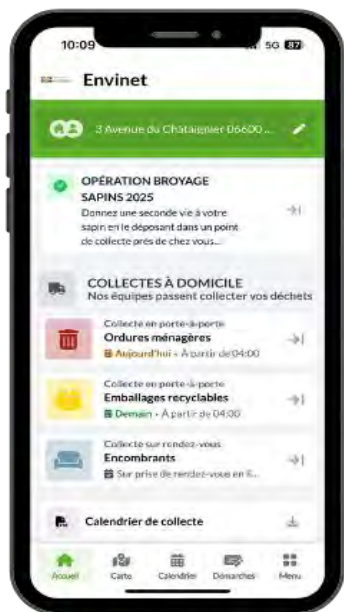 10:09 5G 87
Envinet
3 Avenue du Châtaignier 06600 ...
OPÉRATION BROYAGE
SAPINS 2025
Donnez une seconde vie à votre
sapin en le déposant dans un point
de collecte près de chez vous...
COLLECTES À DOMICILE
Nos équipes passent collecter vos déchets
Collecte en porte-à-porte
Ordures ménagères
Aujourd'hui - À partir de 04:00
Collecte en porte-à-porte
Emballages recyclables
Demain - À partir de 04:00
Collecte sur rendez-vous
Encombrants
Sur prise de rendez-vous en
Calendrier de collecte
Accueil Carte Calendrier Démarches Menu